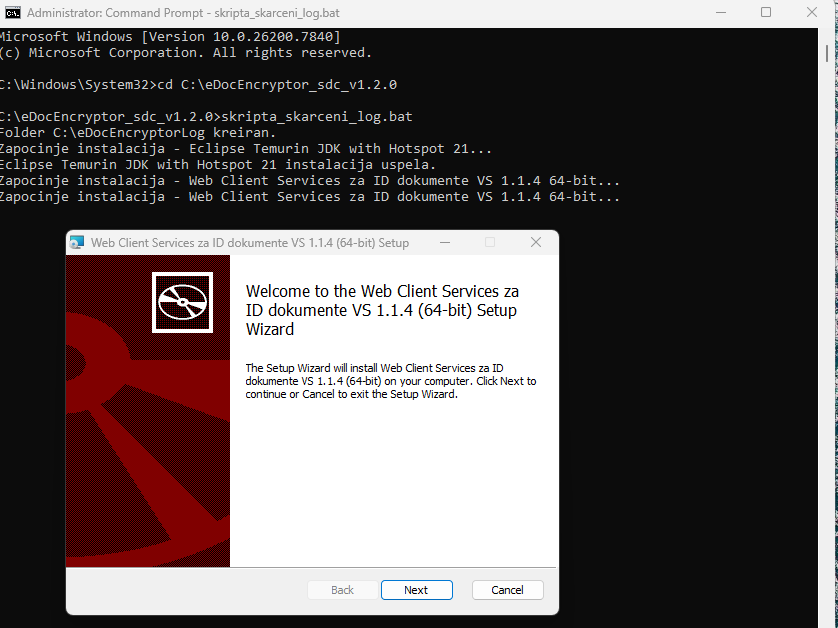 Administrator: Command Prompt - skripta_skarceni_log.bat
Microsoft Windows [Version 10.0.26200.7840]
(c) Microsoft Corporation. All rights reserved.
C:\Windows\System32>cd C:\eDocEncryptor_sdc_v1.2.0
C:\eDocEncryptor_sdc_v1.2.0>skripta_skarceni_log.bat
Folder C:\eDocEncryptorLog kreiran.
Zapocinje instalacija - Eclipse Temurin JDK with Hotspot 21...
Eclipse Temurin JDK with Hotspot 21 instalacija uspela.
Zapocinje instalacija - Web Client Services za ID dokumente VS 1.1.4 64-bit...
Zapocinje instalacija - Web Client Services za ID dokumente VS 1.1.4 64-bit...
Web Client Services za ID dokumente VS 1.1.4 (64-bit) Setup
Welcome to the Web Client Services za
ID dokumente VS 1.1.4 (64-bit) Setup
Wizard
The Setup Wizard will install Web Client Services za ID
dokumente VS 1.1.4 (64-bit) on your computer. Click Next to
continue or Cancel to exit the Setup Wizard.
Back Next Cancel